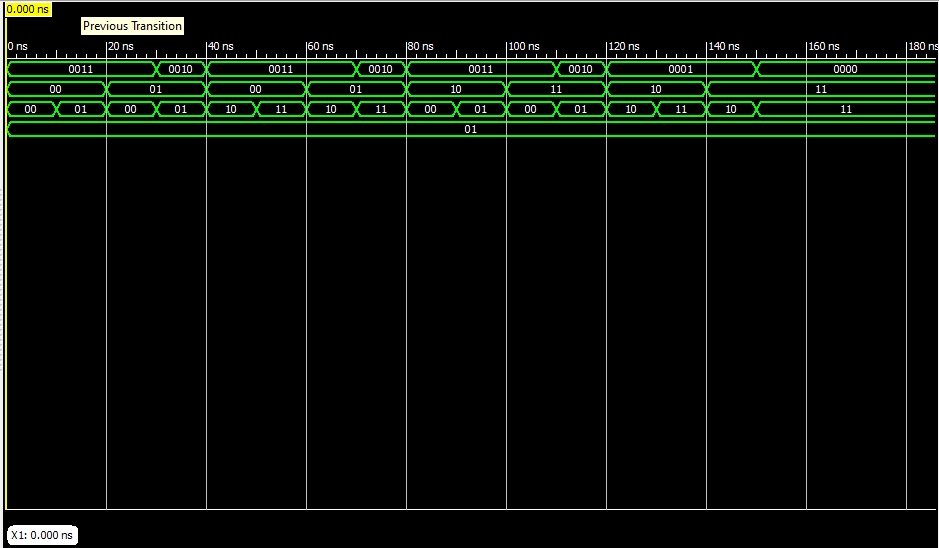 0.000 ns
Previous Transition
0 ns 20 ns 40 ns 60 ns 80 ns 100 ns 120 ns 140 ns 160 ns 180 ns
0011 0010 0011 0010 0011 0010 0001 0000
00 01 00 01 10 11 10 11
00 01 00 01 10 11 10 11 00 01 00 01 10 11 10 11
01
X1: 0.000 ns